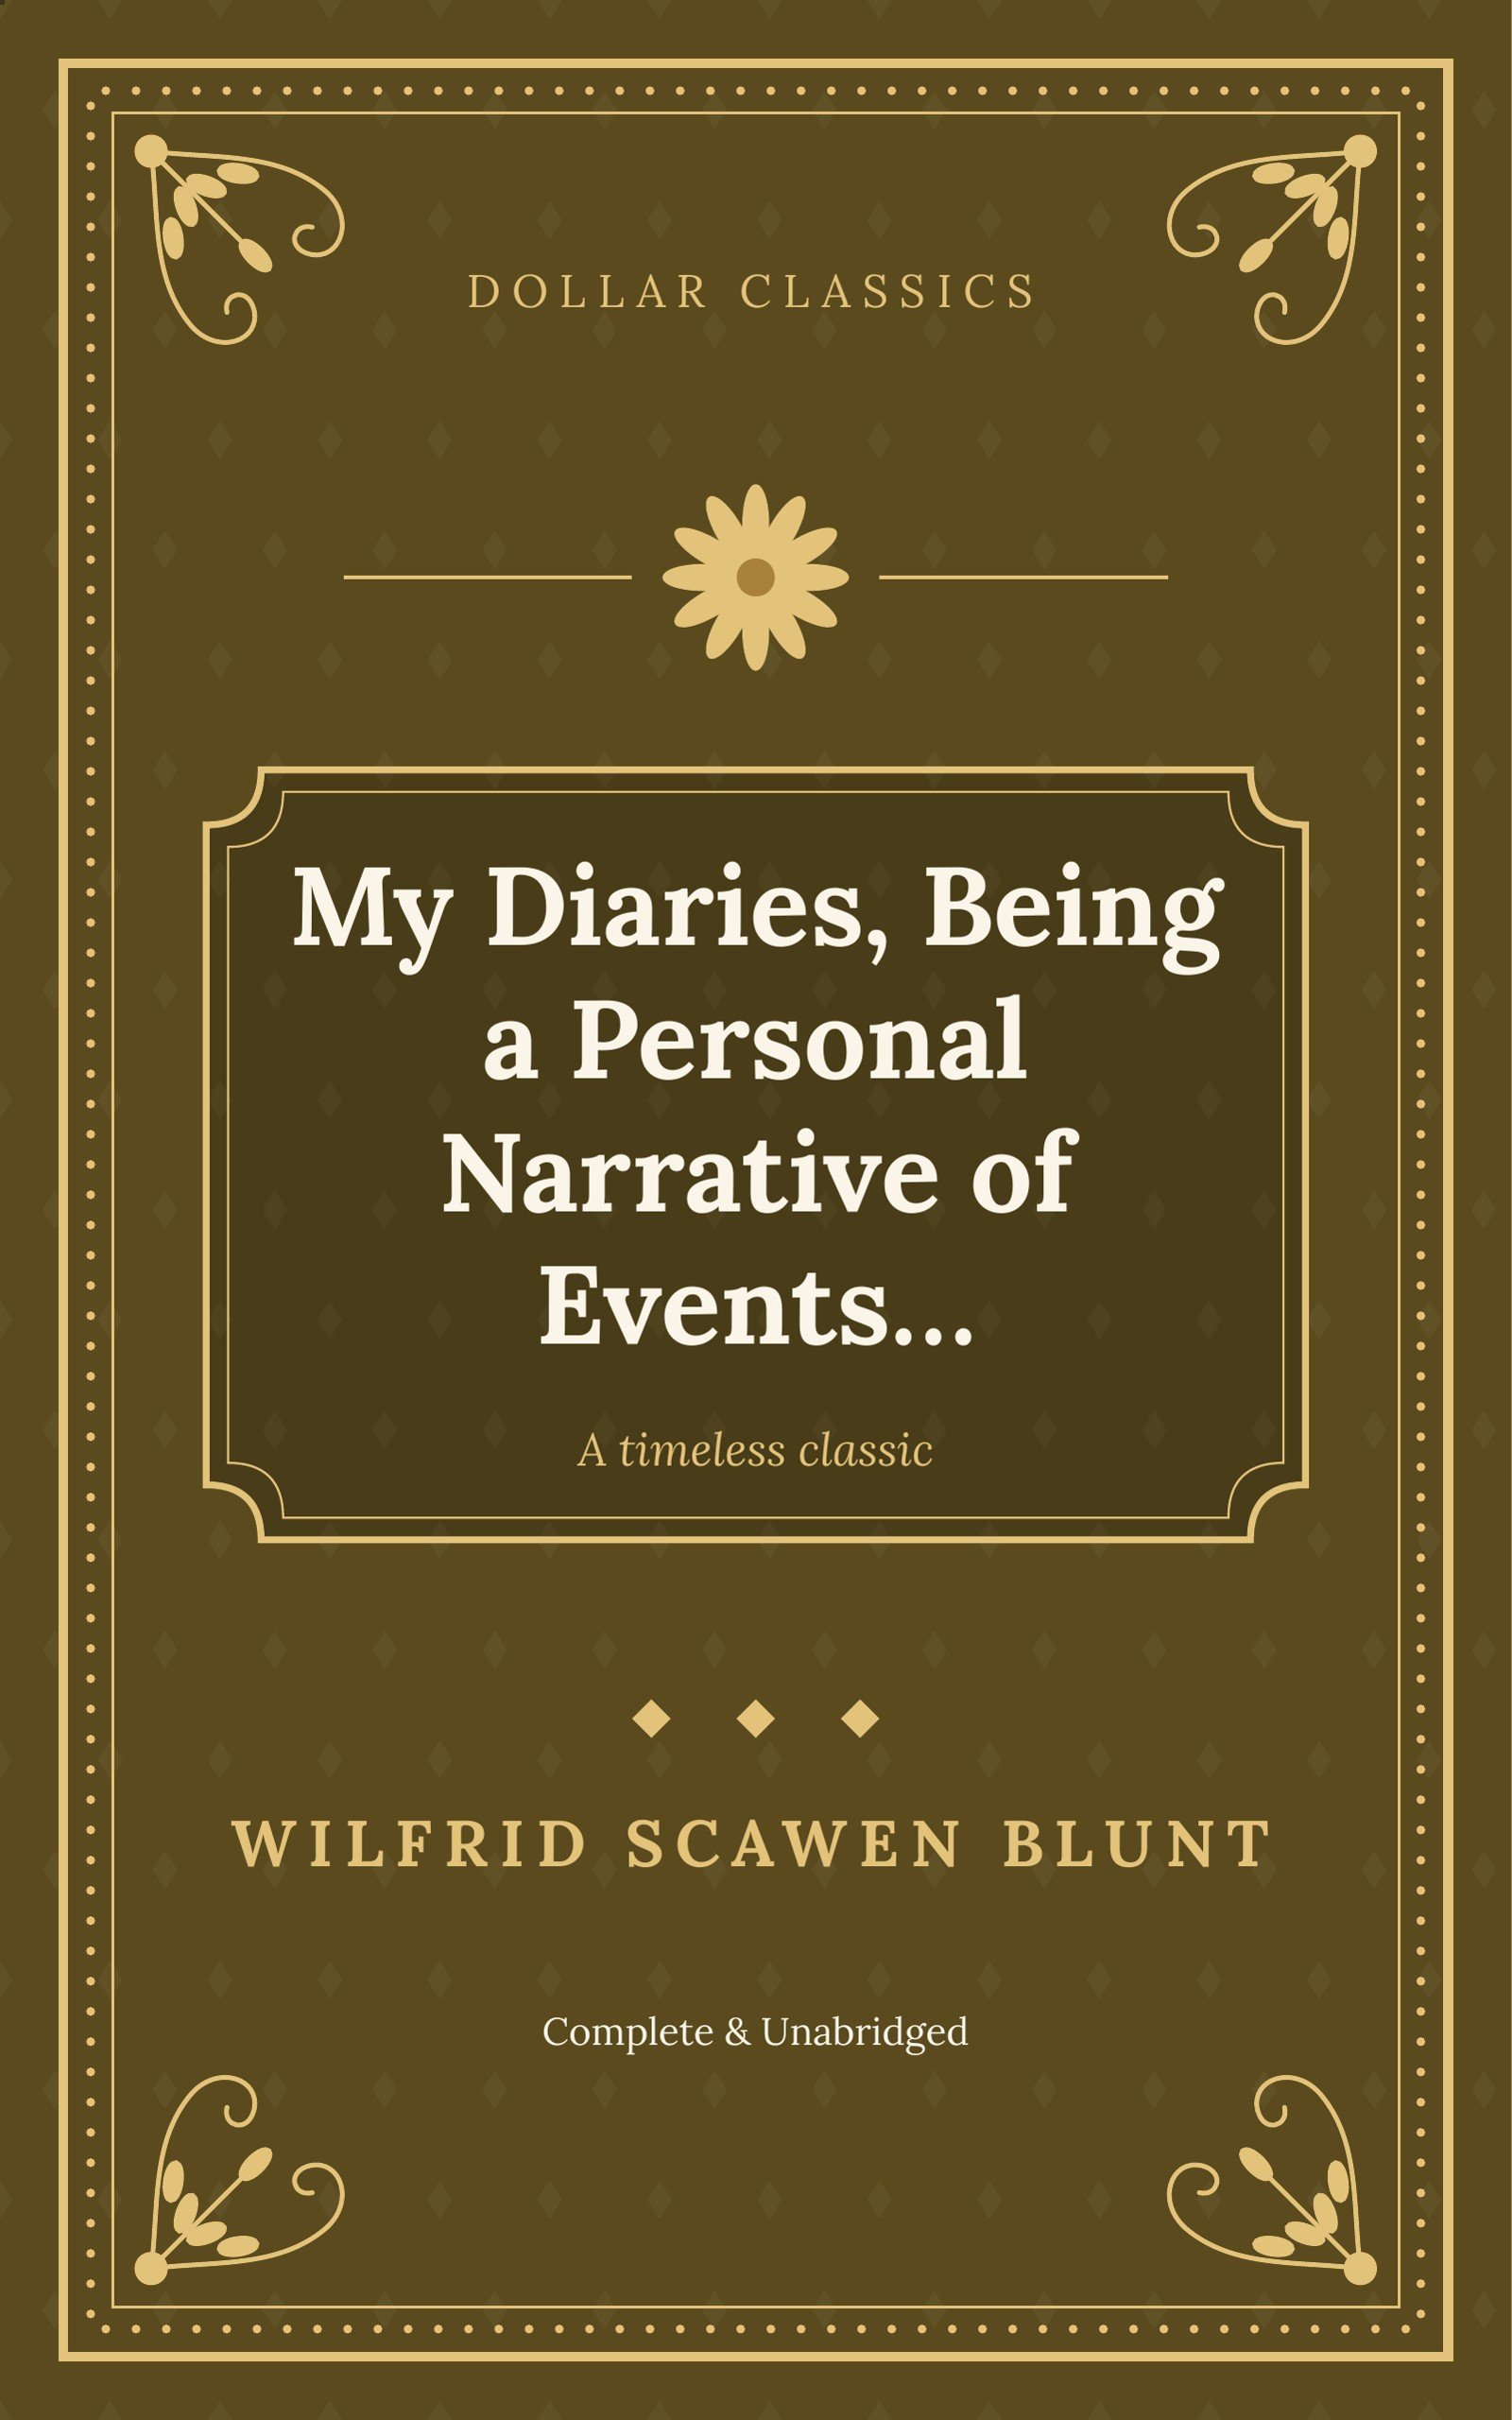 DOLLAR CLASSICS
My Diaries, Being
a Personal
Narrative of
Events...
A timeless classic
WILFRID SCAWEN BLUNT
Complete & Unabridged